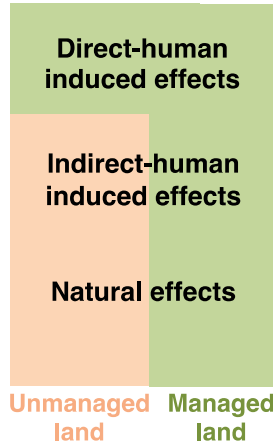 Direct-human
induced effects
Indirect-human
induced effects
Natural effects
Unmanaged
land
Managed
land